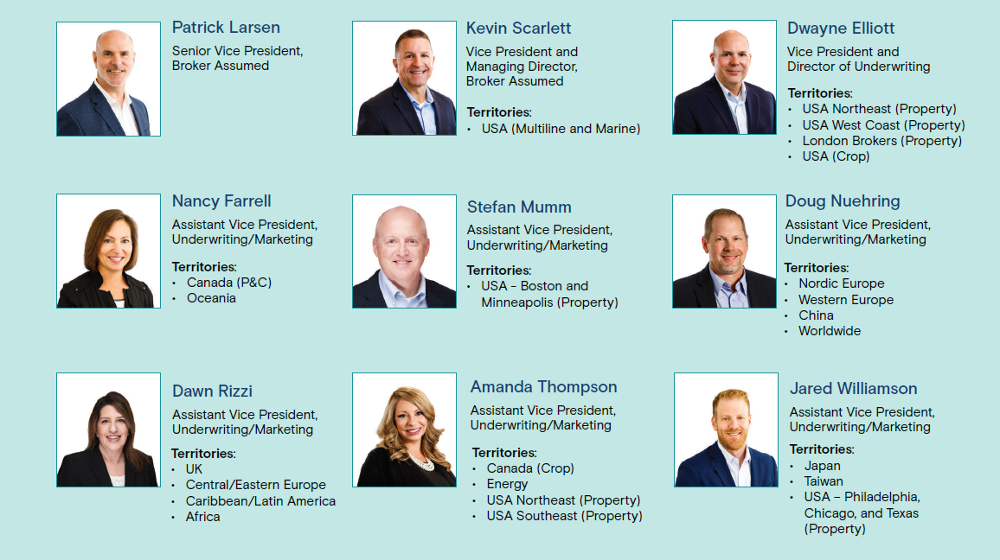 Patrick Larsen
Senior Vice President,
Broker Assumed
Kevin Scarlett
Vice President and
Managing Director,
Broker Assumed
Territories:
• USA (Multiline and Marine)
Dwayne Elliott
Vice President and
Director of Underwriting
Territories:
• USA Northeast (Property)
• USA West Coast (Property)
• London Brokers (Property)
• USA (Crop)
Nancy Farrell
Assistant Vice President,
Underwriting/Marketing
Territories:
• Canada (P&C)
• Oceania
Stefan Mumm
Assistant Vice President,
Underwriting/Marketing
Territories:
• USA - Boston and
Minneapolis (Property)
Doug Nuehring
Assistant Vice President,
Underwriting/Marketing
Territories:
• Nordic Europe
• Western Europe
• China
• Worldwide
Dawn Rizzi
Assistant Vice President,
Underwriting/Marketing
Territories:
• UK
• Central/Eastern Europe
• Caribbean/Latin America
• Africa
Amanda Thompson
Assistant Vice President,
Underwriting/Marketing
Territories:
• Canada (Crop)
• Energy
• USA Northeast (Property)
• USA Southeast (Property)
Jared Williamson
Assistant Vice President,
Underwriting/Marketing
Territories:
• Japan
• Taiwan
• USA – Philadelphia,
Chicago, and Texas
(Property)